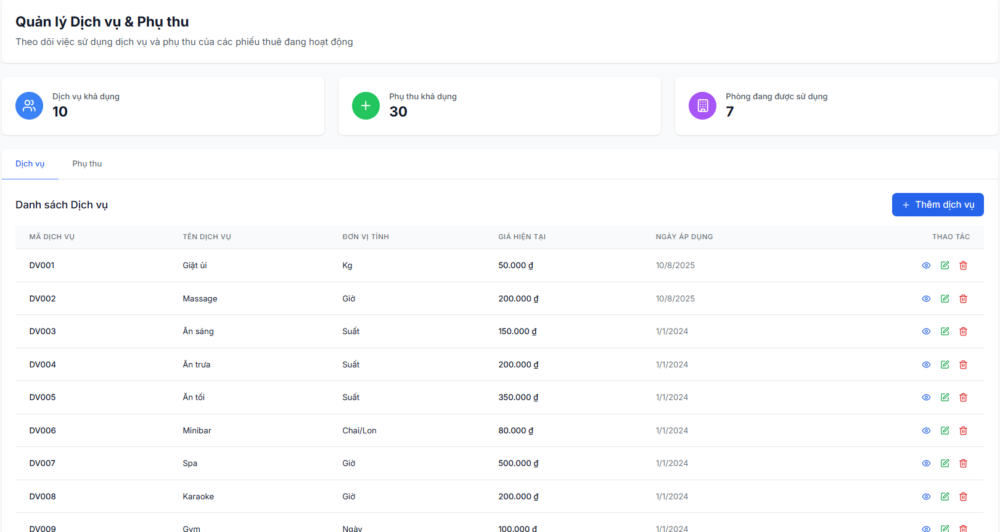 Quản lý Dịch vụ & Phụ thu
Theo dõi việc sử dụng dịch vụ và phụ thu của các phiếu thuê đang hoạt động
Dịch vụ khả dụng
10
Phụ thu khả dụng
30
Phòng đang được sử dụng
7
Dịch vụ Phụ thu
Danh sách Dịch vụ
+ Thêm dịch vụ
MÃ DỊCH VỤ TÊN DỊCH VỤ ĐƠN VỊ TÍNH GIÁ HIỆN TẠI NGÀY ÁP DỤNG THAO TÁC
DV001 Giặt ủi Kg 50.000 ₫ 10/8/2025
DV002 Massage Giờ 200.000 ₫ 10/8/2025
DV003 Ăn sáng Suất 150.000 ₫ 1/1/2024
DV004 Ăn trưa Suất 200.000 ₫ 1/1/2024
DV005 Ăn tối Suất 350.000 ₫ 1/1/2024
DV006 Minibar Chai/Lon 80.000 ₫ 1/1/2024
DV007 Spa Giờ 500.000 ₫ 1/1/2024
DV008 Karaoke Giờ 200.000 ₫ 1/1/2024
DV009 Gym Ngày 100.000 ₫ 1/1/2024